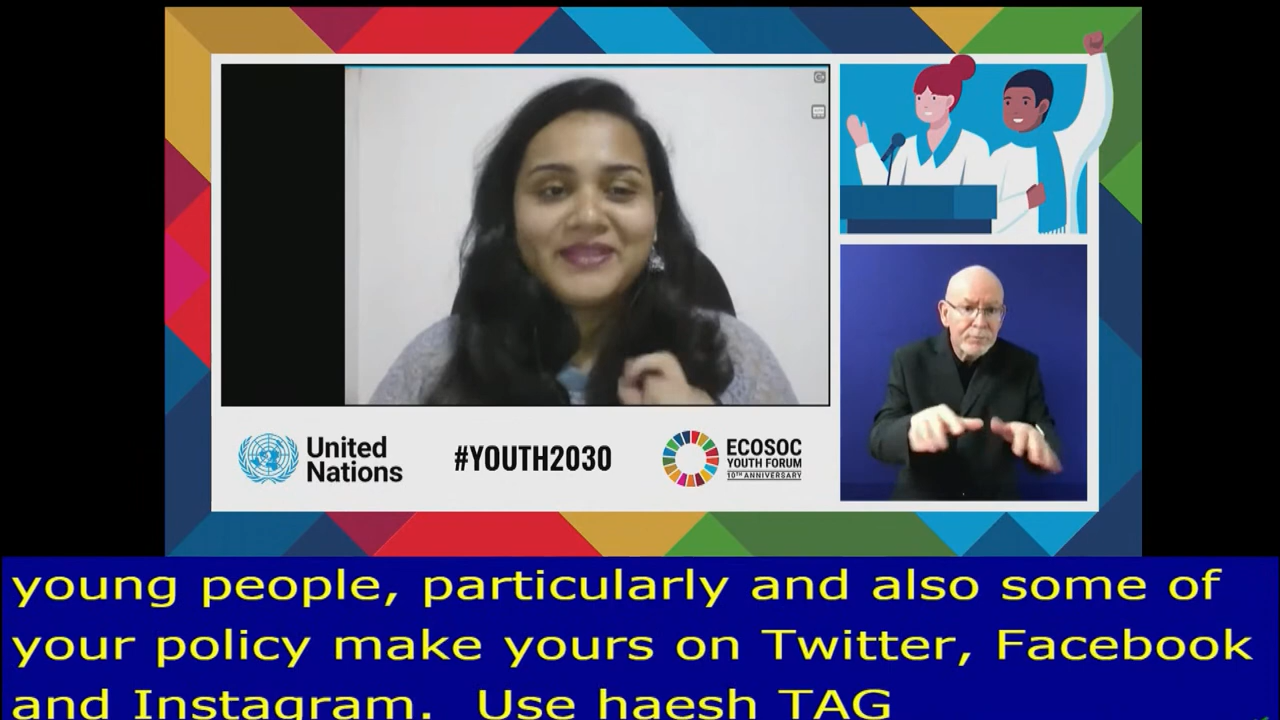 United
Nations
#YOUTH2030
ECOSOC
YOUTH FORUM
10TH ANNIVERSARY
young people, particularly and also some of
your policy make yours on Twitter, Facebook
and Instagram. Use haesh TAG